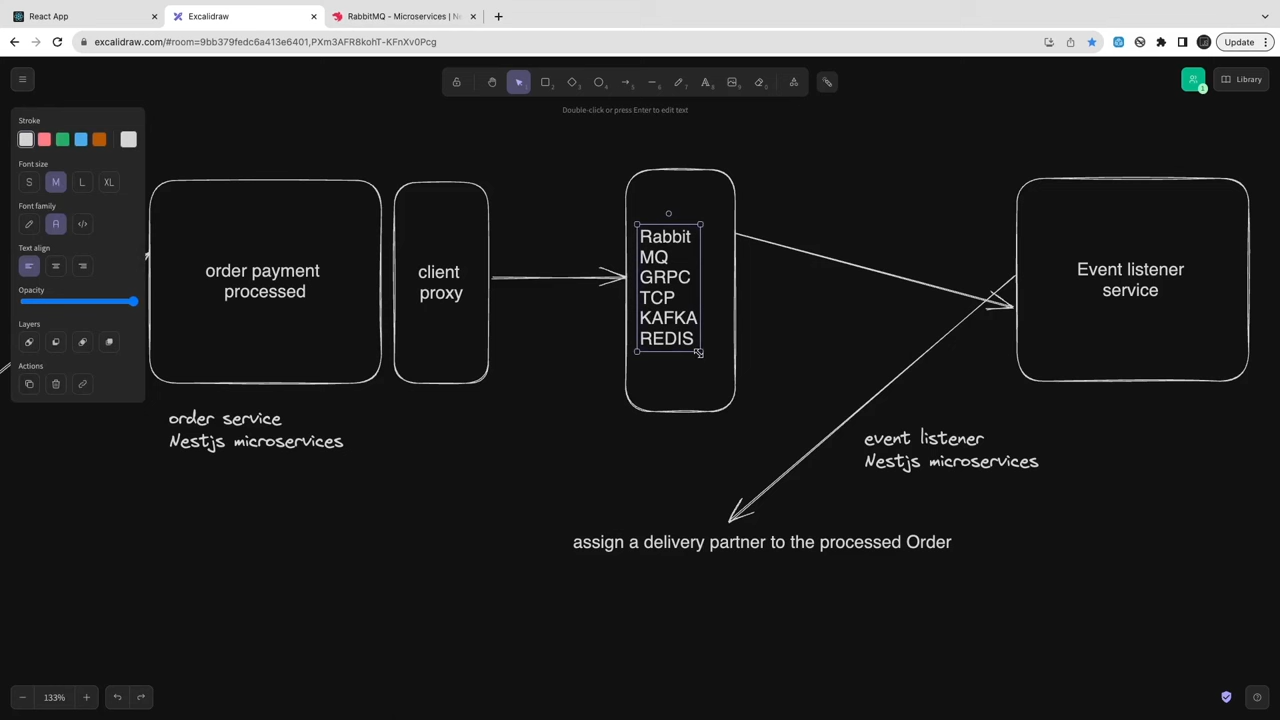 React App
Excalidraw
RabbitMQ - Microservices | Ne
excalidraw.com/#room=9bb379fedc6a413e6401,PXm3AFR8kohT-KFnXv0Pcg
Update
Library
Double-click or press Enter to edit text
Stroke
Font size
S M L XL
Font family
A
Text align
Opacity
Layers
Actions
order payment
processed
client
proxy
Rabbit
MQ
GRPC
TCP
KAFKA
REDIS
Event listener
service
order service
Nestjs microservices
event listener
Nestjs microservices
assign a delivery partner to the processed Order
133%